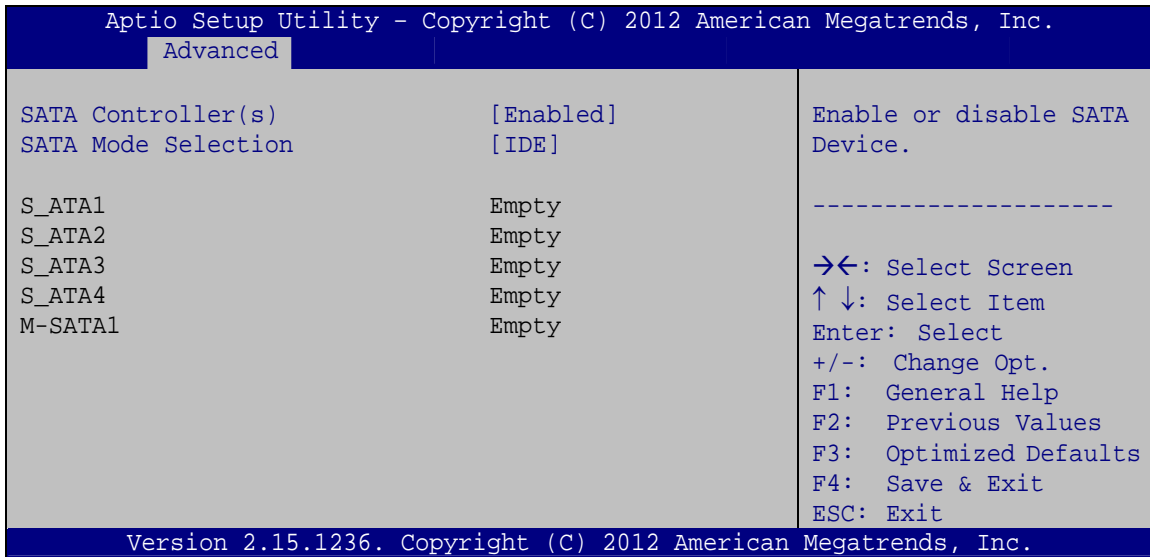 Aptio Setup Utility – Copyright (C) 2012 American Megatrends, Inc.
Advanced
SATA Controller(s) [Enabled]
SATA Mode Selection [IDE]
S_ATA1 Empty
S_ATA2 Empty
S_ATA3 Empty
S_ATA4 Empty
M-SATA1 Empty
Enable or disable SATA
Device.
---------------------
→←: Select Screen
↑ ↓: Select Item
Enter: Select
+/-: Change Opt.
F1: General Help
F2: Previous Values
F3: Optimized Defaults
F4: Save & Exit
ESC: Exit
Version 2.15.1236. Copyright (C) 2012 American Megatrends, Inc.